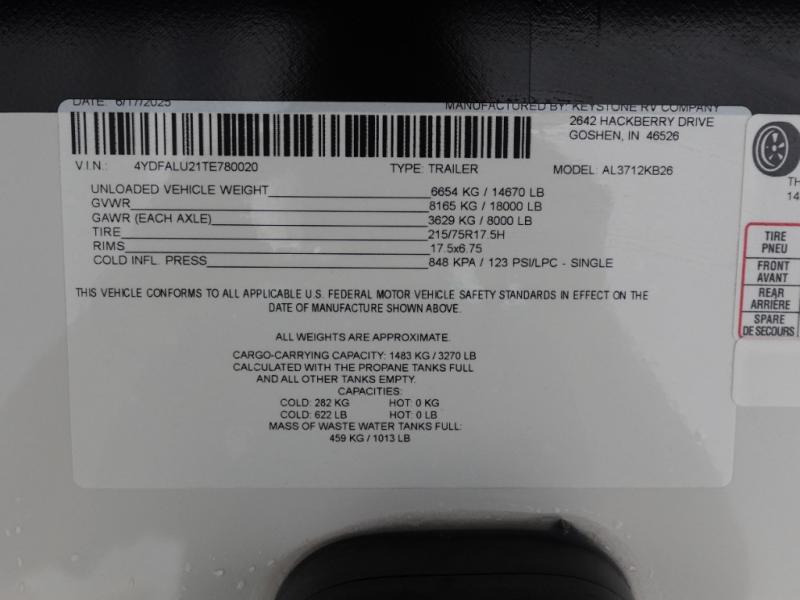 DATE: 6/17/2025 MANUFACTURED BY: KEYSTONE RV COMPANY
2642 HACKBERRY DRIVE
GOSHEN, IN 46526
V.I.N.: 4YDFALU21TE780020 TYPE: TRAILER MODEL: AL3712KB26
UNLOADED VEHICLE WEIGHT 6654 KG / 14670 LB
GVWR 8165 KG / 18000 LB
GAWR (EACH AXLE) 3629 KG / 8000 LB
TIRE 215/75R17.5H
RIMS 17.5x6.75
COLD INFL. PRESS 848 KPA / 123 PSI/LPC - SINGLE
THIS VEHICLE CONFORMS TO ALL APPLICABLE U.S. FEDERAL MOTOR VEHICLE SAFETY STANDARDS IN EFFECT ON THE
DATE OF MANUFACTURE SHOWN ABOVE.
ALL WEIGHTS ARE APPROXIMATE.
CARGO-CARRYING CAPACITY: 1483 KG / 3270 LB
CALCULATED WITH THE PROPANE TANKS FULL
AND ALL OTHER TANKS EMPTY.
CAPACITIES:
COLD: 282 KG HOT: 0 KG
COLD: 622 LB HOT: 0 LB
MASS OF WASTE WATER TANKS FULL:
459 KG / 1013 LB
TH
14
TIRE
PNEU
FRONT
AVANT
REAR
ARRIÈRE
SPARE
DE SECOURS